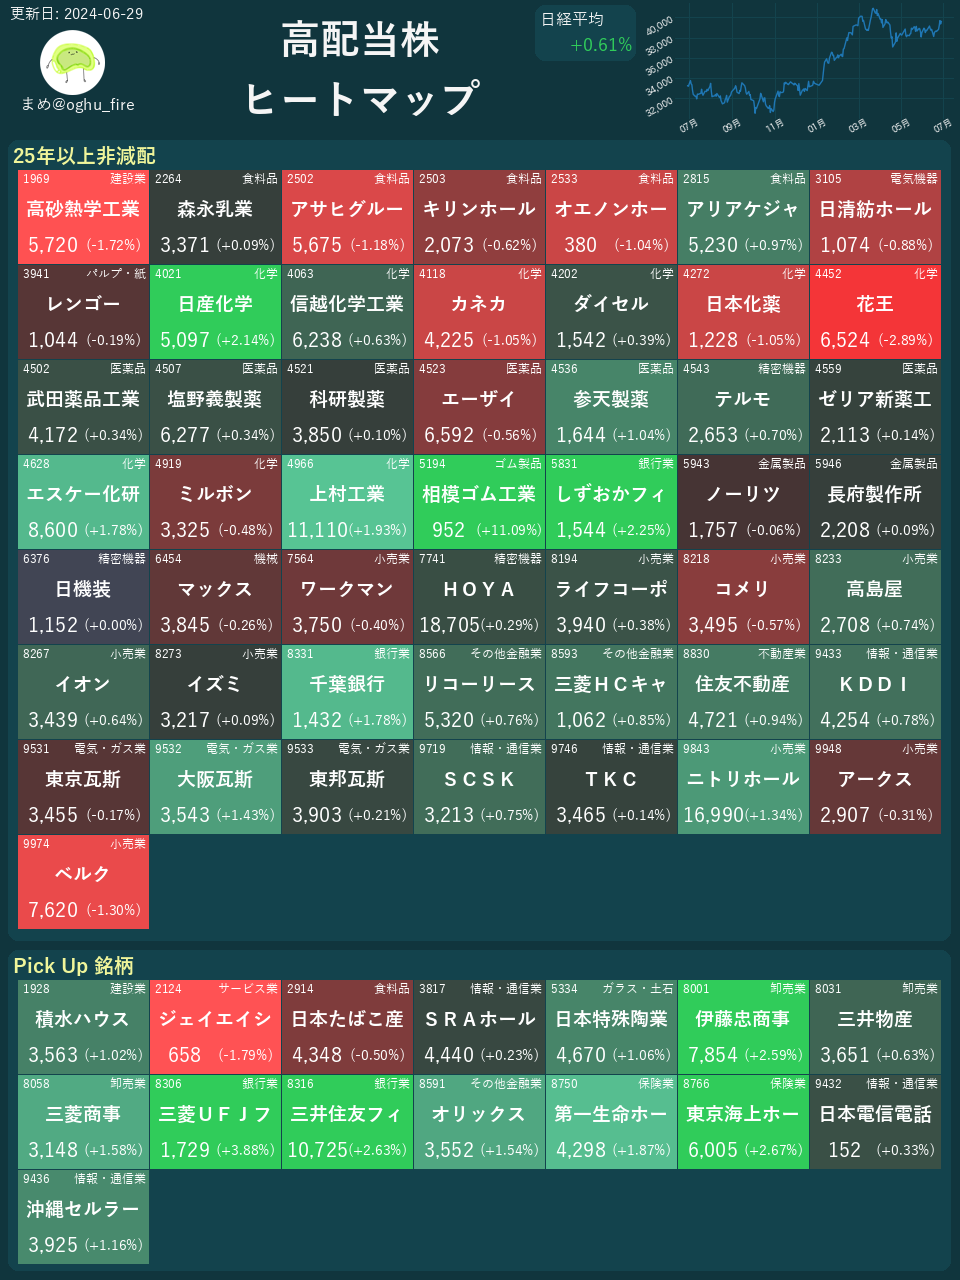 更新日: 2024-06-29
まめ@oghu_fire
高配当株
ヒートマップ
日経平均
+0.61%
40,000
38,000
36,000
34,000
32,000
07月 09月 11月 01月 03月 05月 07月
25年以上非減配
1969 建設業 2264 食料品 2502 食料品 2503 食料品 2533 食料品 2815 食料品 3105 電気機器
高砂熱学工業 森永乳業 アサヒグルー キリンホール オエノンホー アリアケジャ 日清紡ホール
5,720 (-1.72%) 3,371 (+0.09%) 5,675 (-1.18%) 2,073 (-0.62%) 380 (-1.04%) 5,230 (+0.97%) 1,074 (-0.88%)
3941 パルプ・紙 4021 化学 4063 化学 4118 化学 4202 化学 4272 化学 4452 化学
レンゴー 日産化学 信越化学工業 カネカ ダイセル 日本化薬 花王
1,044 (-0.19%) 5,097 (+2.14%) 6,238 (+0.63%) 4,225 (-1.05%) 1,542 (+0.39%) 1,228 (-1.05%) 6,524 (-2.89%)
4502 医薬品 4507 医薬品 4521 医薬品 4523 医薬品 4536 医薬品 4543 精密機器 4559 医薬品
武田薬品工業 塩野義製薬 科研製薬 エーザイ 参天製薬 テルモ ゼリア新薬工
4,172 (+0.34%) 6,277 (+0.34%) 3,850 (+0.10%) 6,592 (-0.56%) 1,644 (+1.04%) 2,653 (+0.70%) 2,113 (+0.14%)
4628 化学 4919 化学 4966 化学 5194 ゴム製品 5831 銀行業 5943 金属製品 5946 金属製品
エスケー化研 ミルボン 上村工業 相模ゴム工業 しずおかフィ ノーリツ 長府製作所
8,600 (+1.78%) 3,325 (-0.48%) 11,110(+1.93%) 952 (+11.09%) 1,544 (+2.25%) 1,757 (-0.06%) 2,208 (+0.09%)
6376 精密機器 6454 機械 7564 小売業 7741 精密機器 8194 小売業 8218 小売業 8233 小売業
日機装 マックス ワークマン ＨＯＹＡ ライフコーポ コメリ 高島屋
1,152 (+0.00%) 3,845 (-0.26%) 3,750 (-0.40%) 18,705(+0.29%) 3,940 (+0.38%) 3,495 (-0.57%) 2,708 (+0.74%)
8267 小売業 8273 小売業 8331 銀行業 8566 その他金融業 8593 その他金融業 8830 不動産業 9433 情報・通信業
イオン イズミ 千葉銀行 リコーリース 三菱ＨＣキャ 住友不動産 ＫＤＤＩ
3,439 (+0.64%) 3,217 (+0.09%) 1,432 (+1.78%) 5,320 (+0.76%) 1,062 (+0.85%) 4,721 (+0.94%) 4,254 (+0.78%)
9531 電気・ガス業 9532 電気・ガス業 9533 電気・ガス業 9719 情報・通信業 9746 情報・通信業 9843 小売業 9948 小売業
東京瓦斯 大阪瓦斯 東邦瓦斯 ＳＣＳＫ ＴＫＣ ニトリホール アークス
3,455 (-0.17%) 3,543 (+1.43%) 3,903 (+0.21%) 3,213 (+0.75%) 3,465 (+0.14%) 16,990(+1.34%) 2,907 (-0.31%)
9974 小売業
ベルク
7,620 (-1.30%)
Pick Up 銘柄
1928 建設業 2124 サービス業 2914 食料品 3817 情報・通信業 5334 ガラス・土石 8001 卸売業 8031 卸売業
積水ハウス ジェイエイシ 日本たばこ産 ＳＲＡホール 日本特殊陶業 伊藤忠商事 三井物産
3,563 (+1.02%) 658 (-1.79%) 4,348 (-0.50%) 4,440 (+0.23%) 4,670 (+1.06%) 7,854 (+2.59%) 3,651 (+0.63%)
8058 卸売業 8306 銀行業 8316 銀行業 8591 その他金融業 8750 保険業 8766 保険業 9432 情報・通信業
三菱商事 三菱ＵＦＪフ 三井住友フィ オリックス 第一生命ホー 東京海上ホー 日本電信電話
3,148 (+1.58%) 1,729 (+3.88%) 10,725(+2.63%) 3,552 (+1.54%) 4,298 (+1.87%) 6,005 (+2.67%) 152 (+0.33%)
9436 情報・通信業
沖縄セルラー
3,925 (+1.16%)